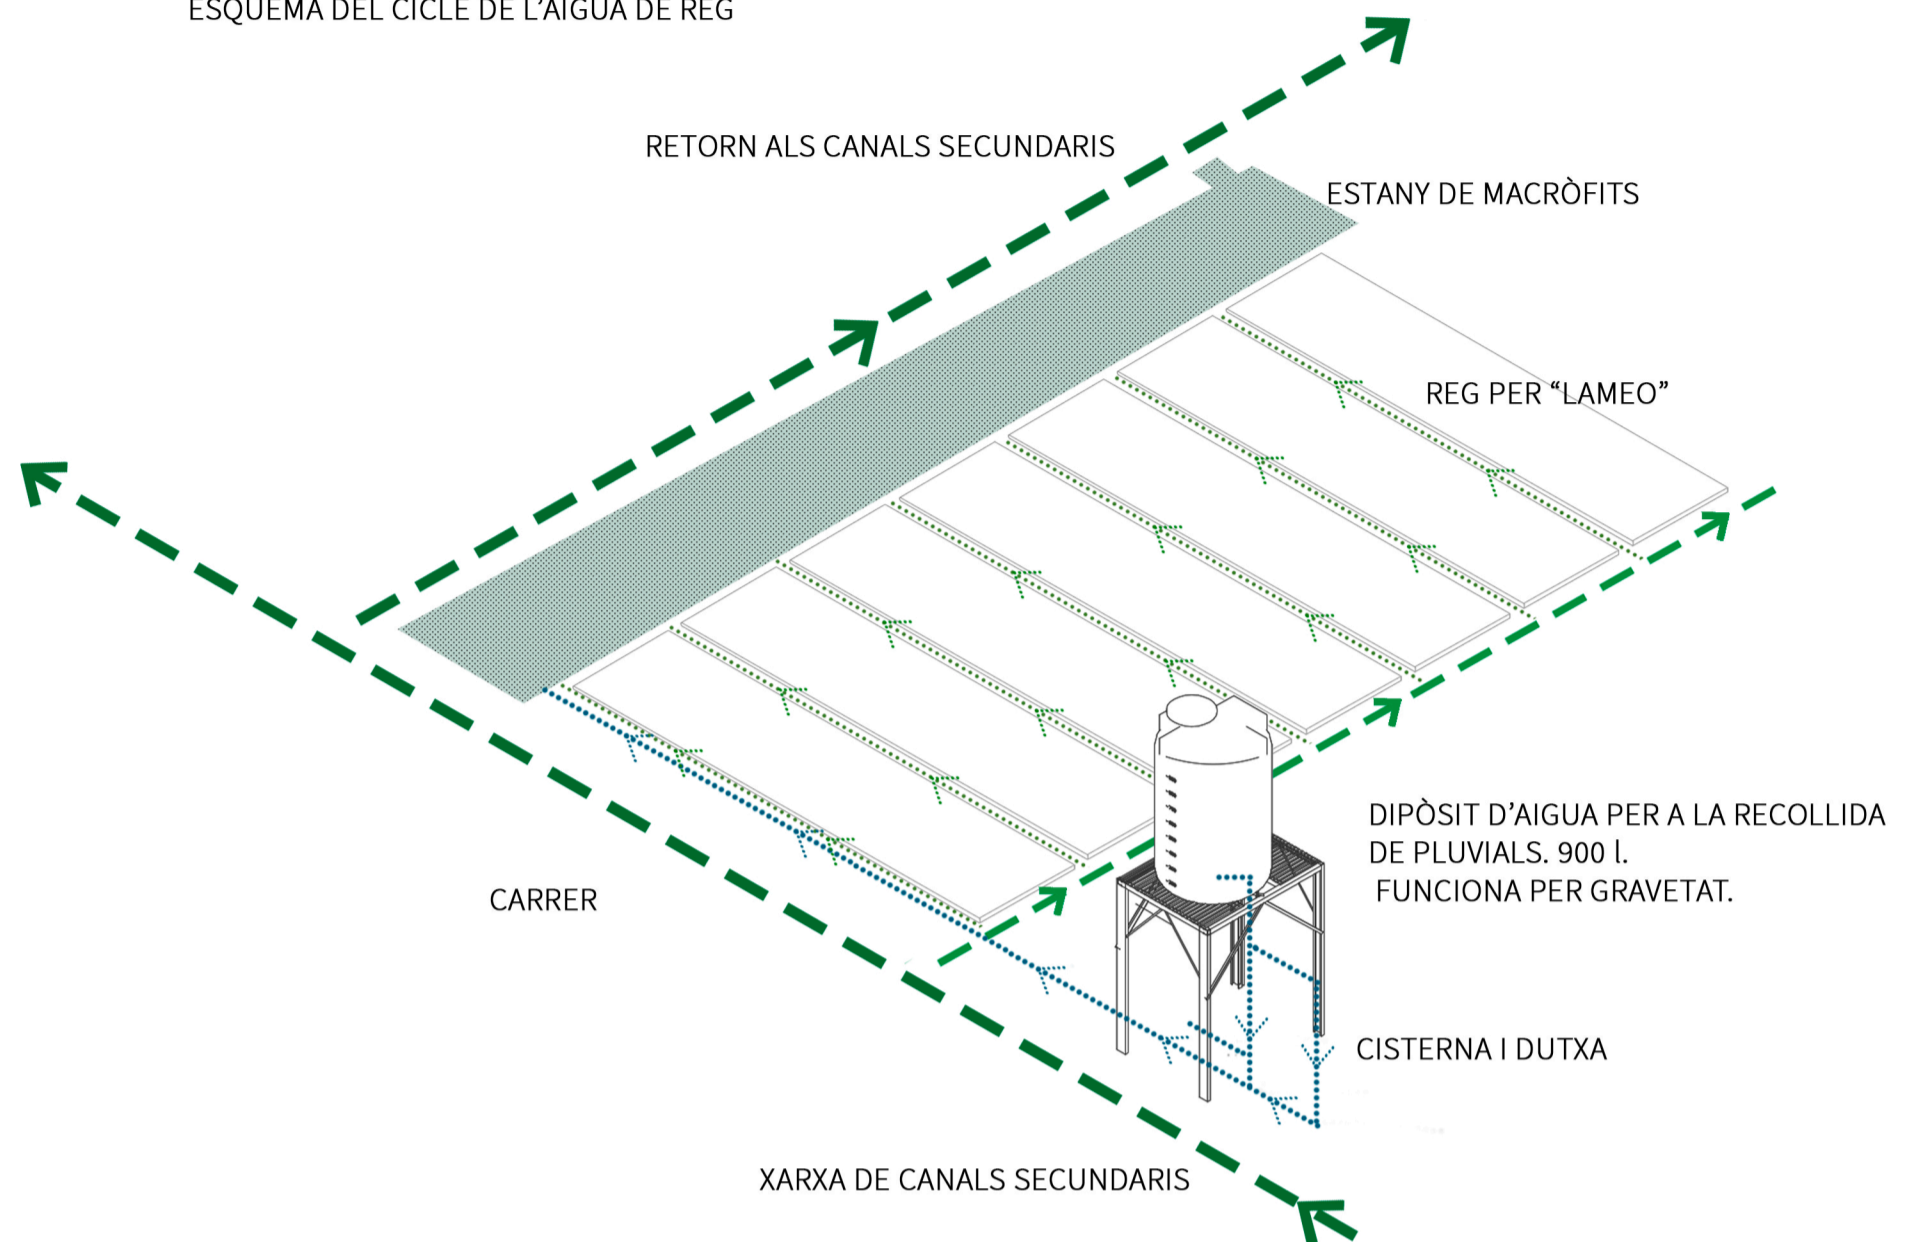 ESQUEMA DEL CICLE DE L’AIGUA DE REG
RETORN ALS CANALS SECUNDARIS
ESTANY DE MACRÒFITS
REG PER “LAMEO”
DIPÒSIT D’AIGUA PER A LA RECOLLIDA
DE PLUVIALS. 900 l.
FUNCIONA PER GRAVETAT.
CARRER
CISTERNA I DUTXA
XARXA DE CANALS SECUNDARIS